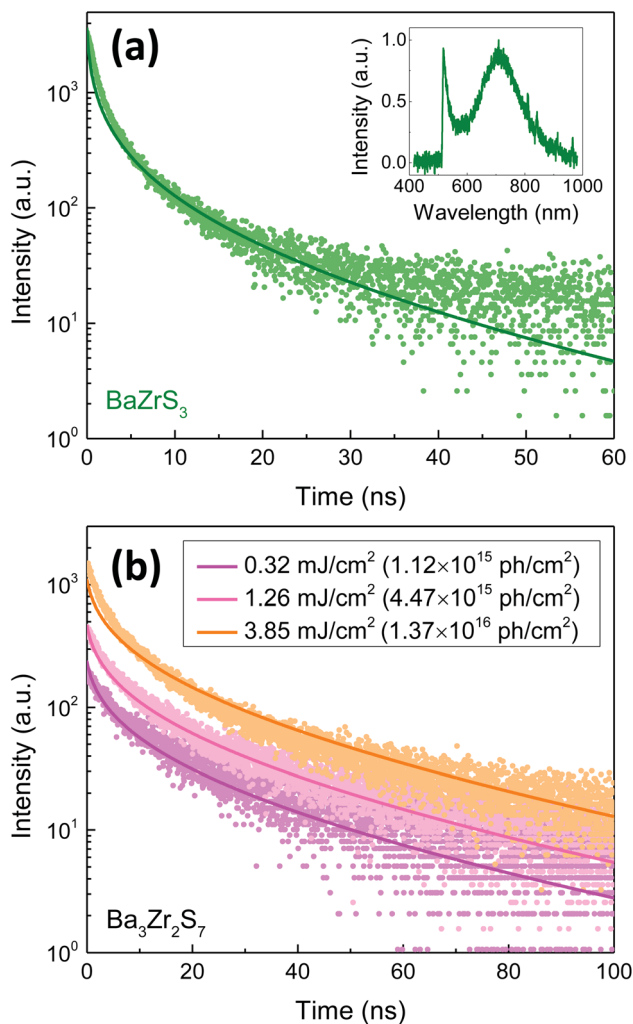 (a)
Intensity (a.u.)
10³
10²
10¹
10⁰
0 10 20 30 40 50 60
Time (ns)
BaZrS₃
Intensity (a.u.)
1.0
0.5
0.0
400 600 800 1000
Wavelength (nm)
(b)
0.32 mJ/cm² (1.12×10¹⁵ ph/cm²)
1.26 mJ/cm² (4.47×10¹⁵ ph/cm²)
3.85 mJ/cm² (1.37×10¹⁶ ph/cm²)
Intensity (a.u.)
10³
10²
10¹
10⁰
Ba₃Zr₂S₇
0 20 40 60 80 100
Time (ns)